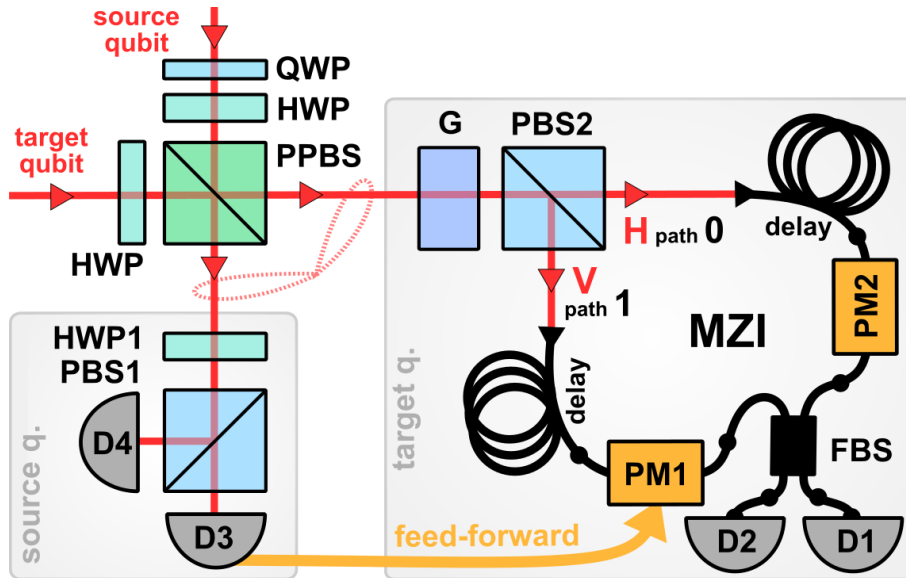 source
qubit
QWP
HWP
target
qubit
PPBS
HWP
G
PBS2
H path 0
delay
V
path 1
PM2
MZI
delay
HWP1
PBS1
D4
D3
source q.
target q.
PM1
FBS
D2
D1
feed-forward